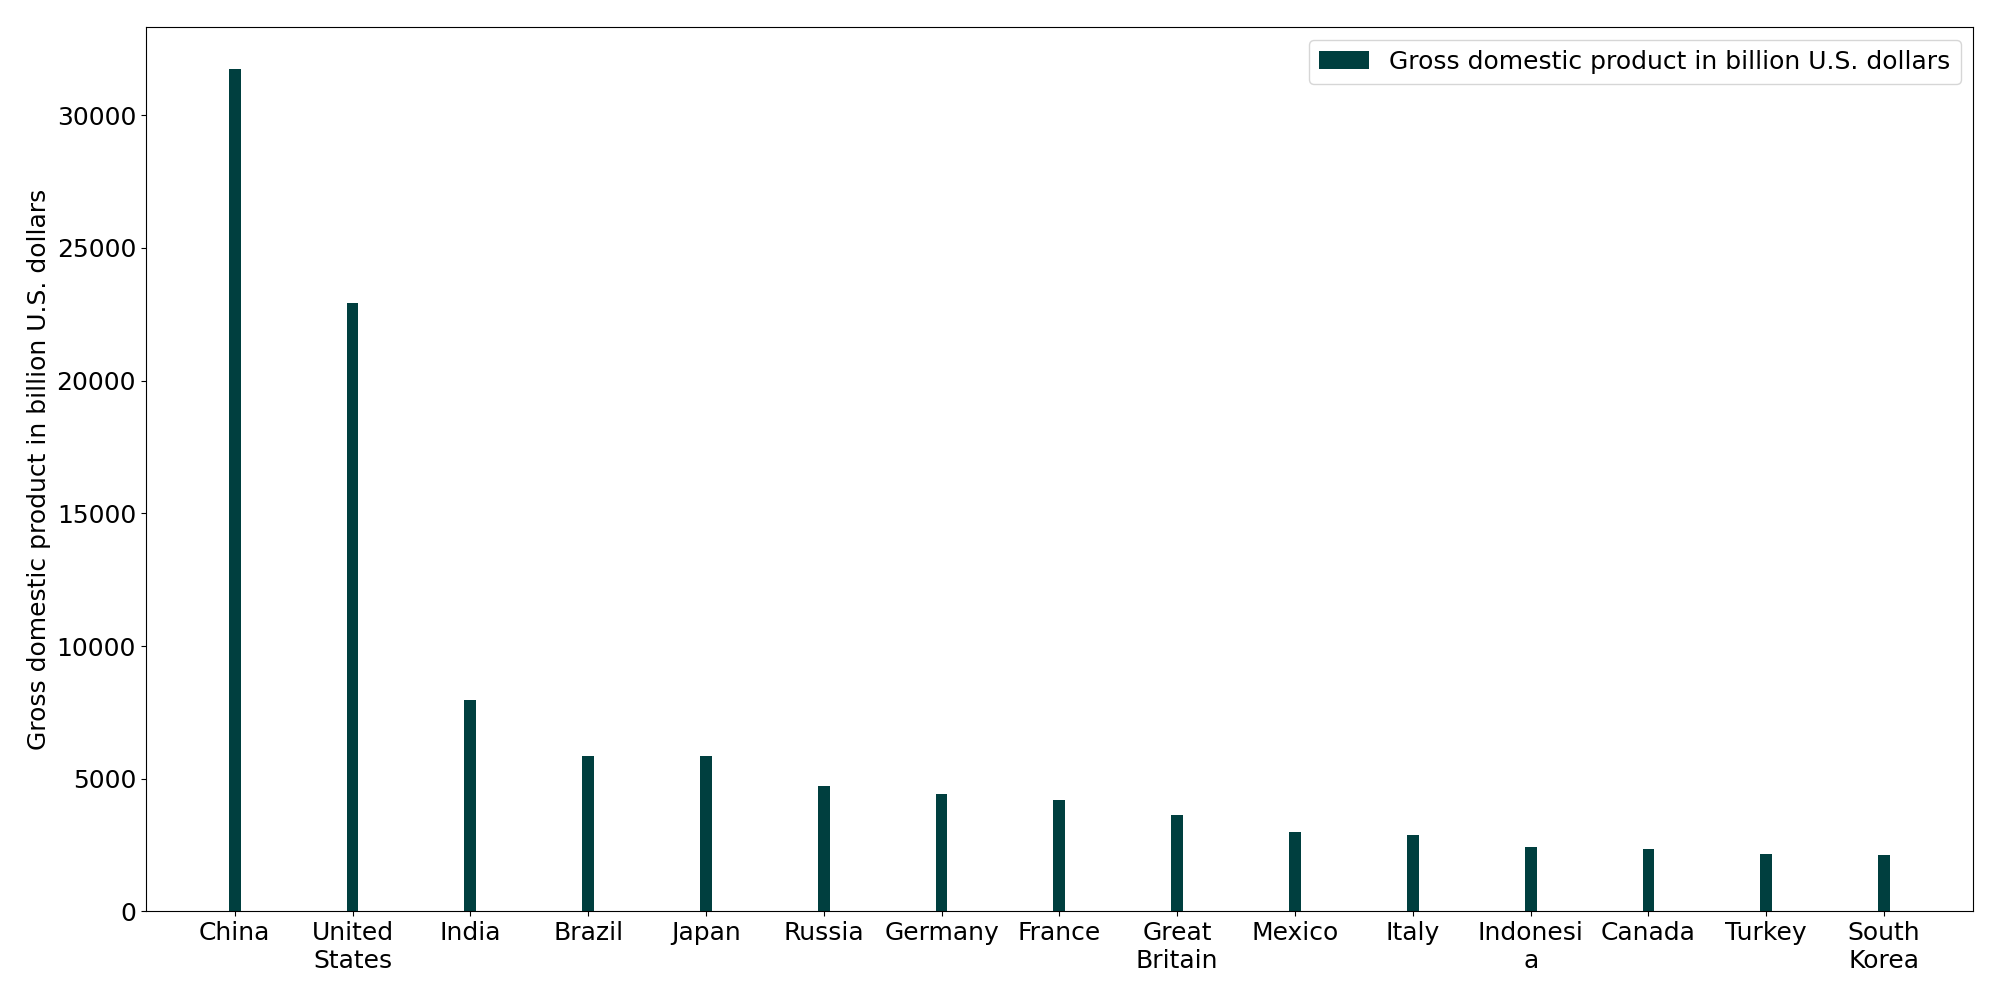 Gross domestic product in billion U.S. dollars
Gross domestic product in billion U.S. dollars
30000
25000
20000
15000
10000
5000
0
China
United
States
India
Brazil
Japan
Russia
Germany
France
Great
Britain
Mexico
Italy
Indonesi
a
Canada
Turkey
South
Korea